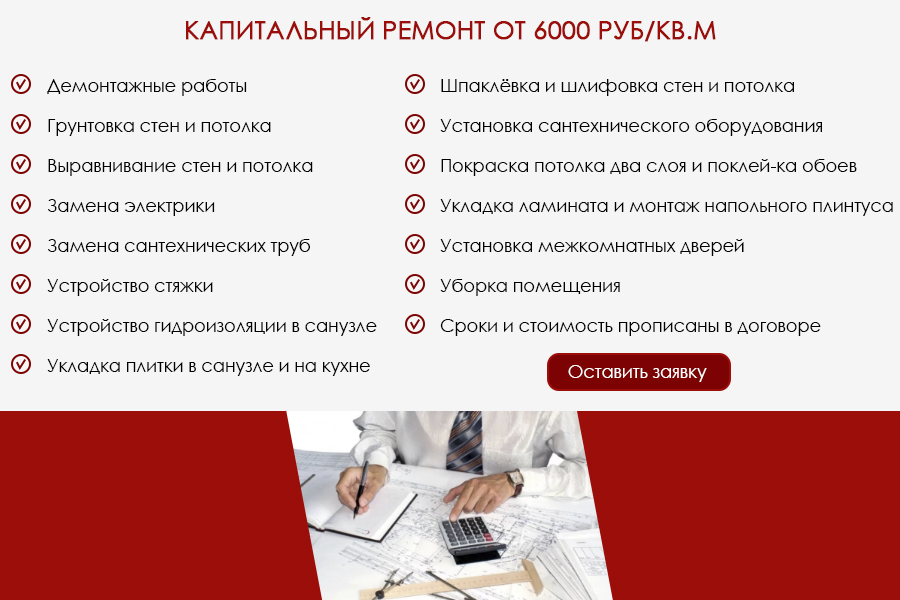 КАПИТАЛЬНЫЙ РЕМОНТ ОТ 6000 РУБ/КВ.М
Демонтажные работы
Грунтовка стен и потолка
Выравнивание стен и потолка
Замена электрики
Замена сантехнических труб
Устройство стяжки
Устройство гидроизоляции в санузле
Укладка плитки в санузле и на кухне
Шпаклёвка и шлифовка стен и потолка
Установка сантехнического оборудования
Покраска потолка два слоя и поклей-ка обоев
Укладка ламината и монтаж напольного плинтуса
Установка межкомнатных дверей
Уборка помещения
Сроки и стоимость прописаны в договоре
Оставить заявку